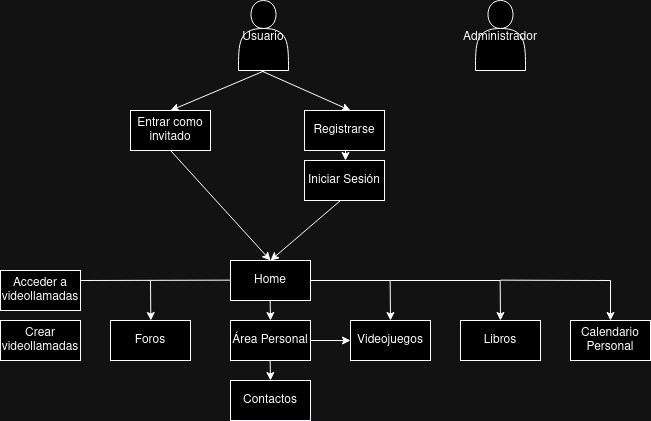 Usuario
Administrador
Entrar como
invitado
Registrarse
Iniciar Sesión
Home
Acceder a
videollamadas
Crear
videollamadas
Foros
Área Personal
Videojuegos
Libros
Calendario
Personal
Contactos